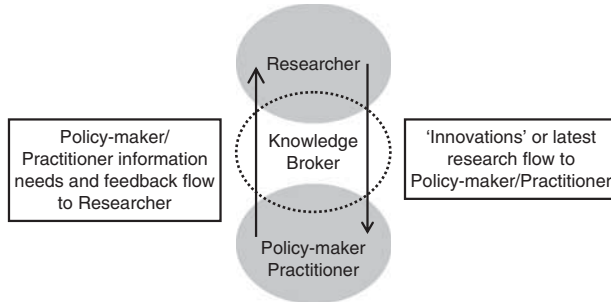 Researcher
Policy-maker/
Practitioner information
needs and feedback flow
to Researcher
Knowledge
Broker
‘Innovations’ or latest
research flow to
Policy-maker/Practitioner
Policy-maker
Practitioner